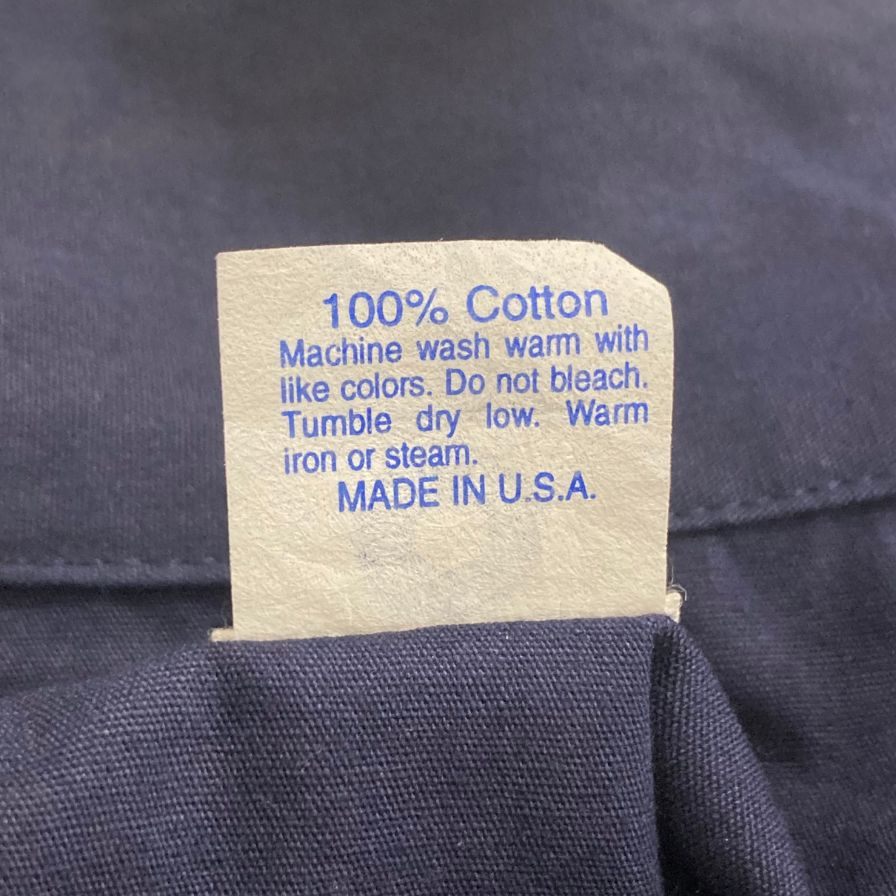 100% Cotton
Machine wash warm with
like colors. Do not bleach.
Tumble dry low. Warm
iron or steam.
MADE IN U.S.A.